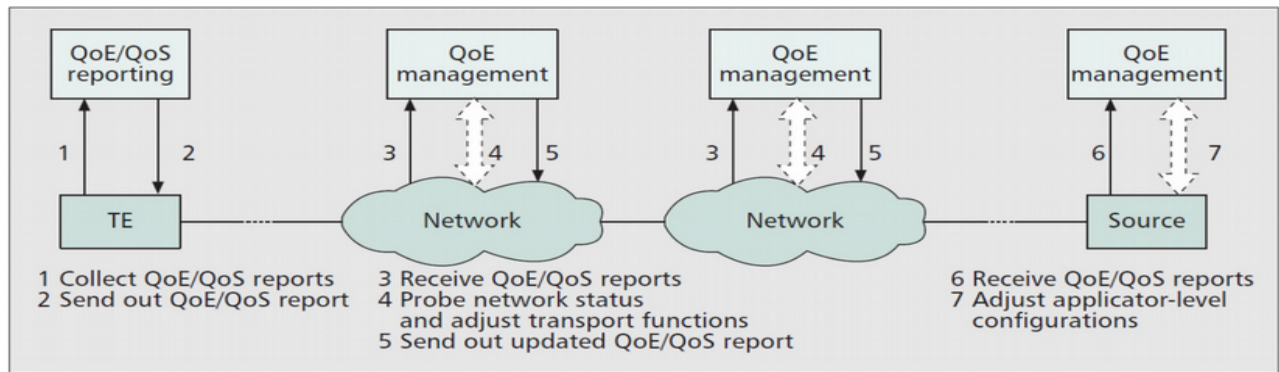 QoE/QoS
reporting
QoE
management
QoE
management
QoE
management
1
2
3
4
5
3
4
5
6
7
TE
Network
Network
Source
1 Collect QoE/QoS reports
2 Send out QoE/QoS report
3 Receive QoE/QoS reports
4 Probe network status
and adjust transport functions
5 Send out updated QoE/QoS report
6 Receive QoE/QoS reports
7 Adjust applicator-level
configurations